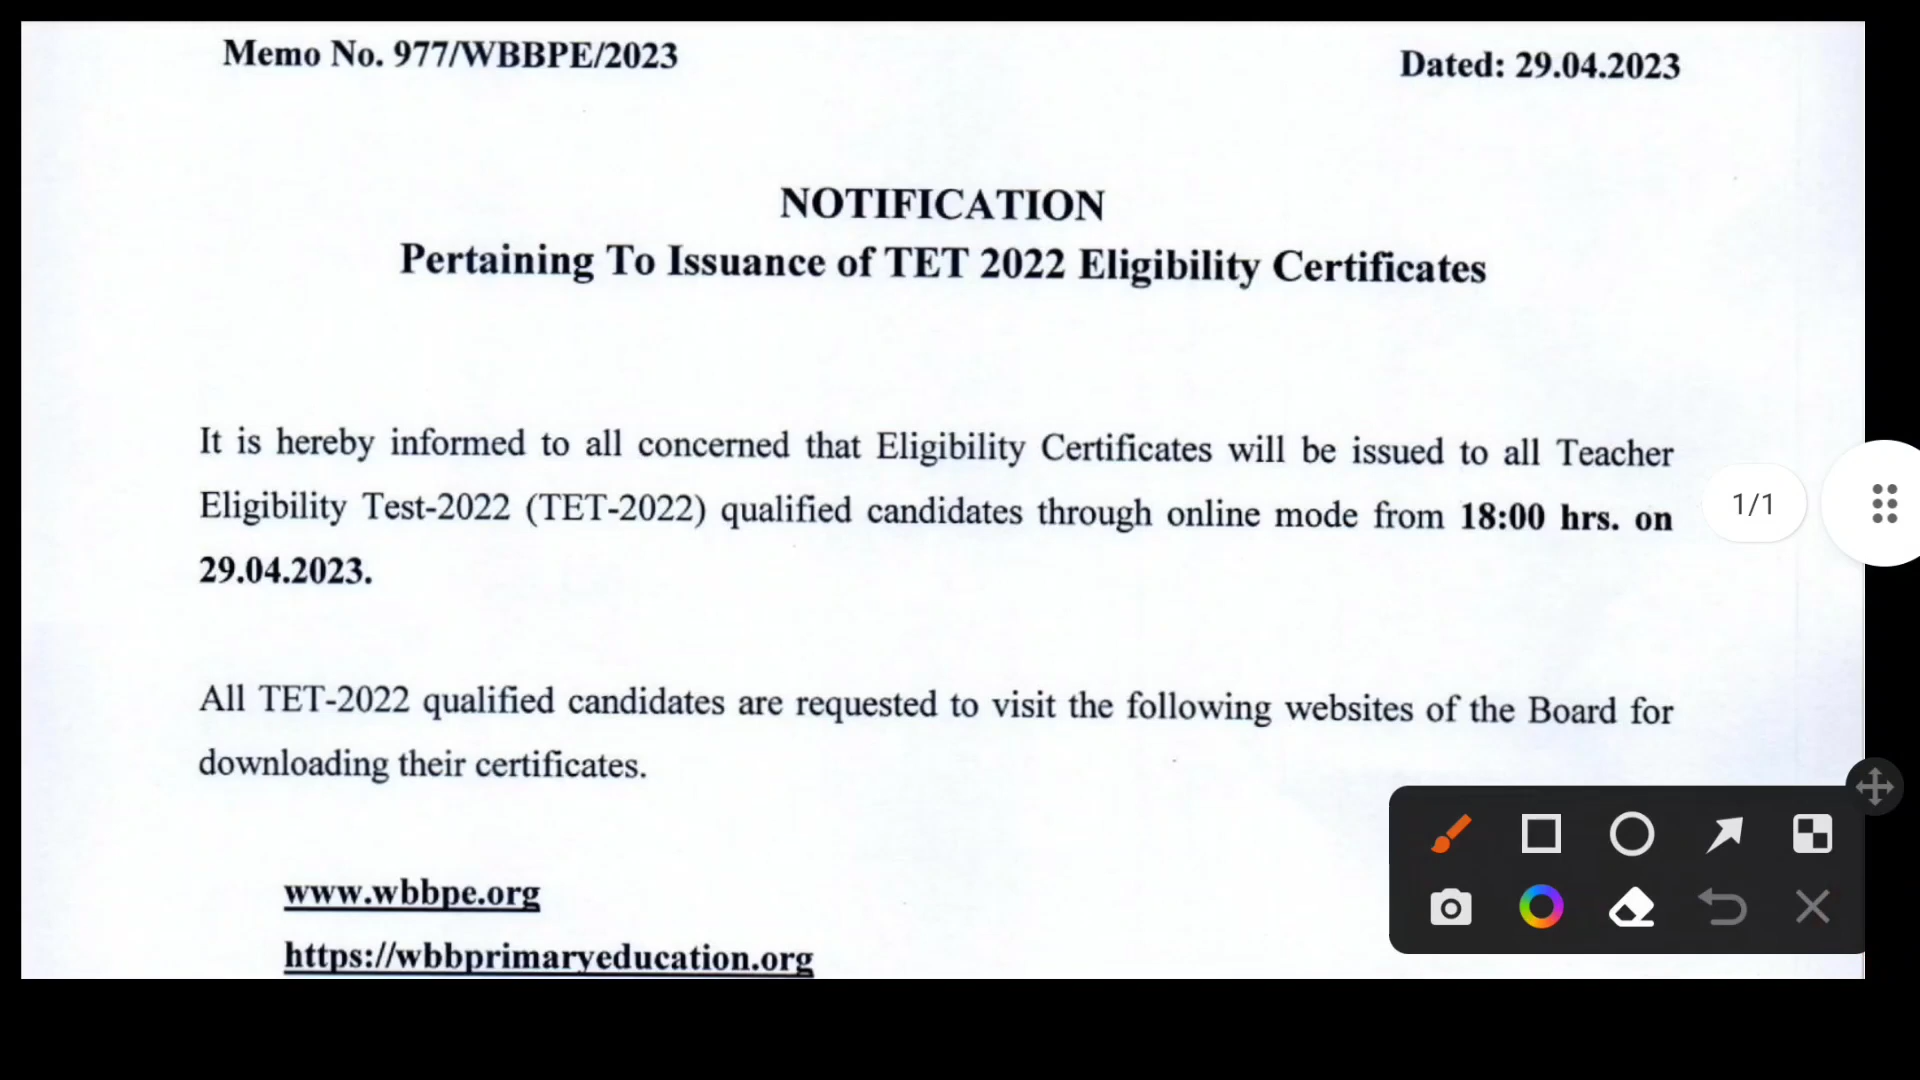 Memo No. 977/WBBPE/2023
Dated: 29.04.2023
NOTIFICATION
Pertaining To Issuance of TET 2022 Eligibility Certificates
It is hereby informed to all concerned that Eligibility Certificates will be issued to all Teacher
Eligibility Test-2022 (TET-2022) qualified candidates through online mode from 18:00 hrs. on
29.04.2023.
1/1
All TET-2022 qualified candidates are requested to visit the following websites of the Board for
downloading their certificates.
www.wbbpe.org
https://wbbprimaryeducation.org